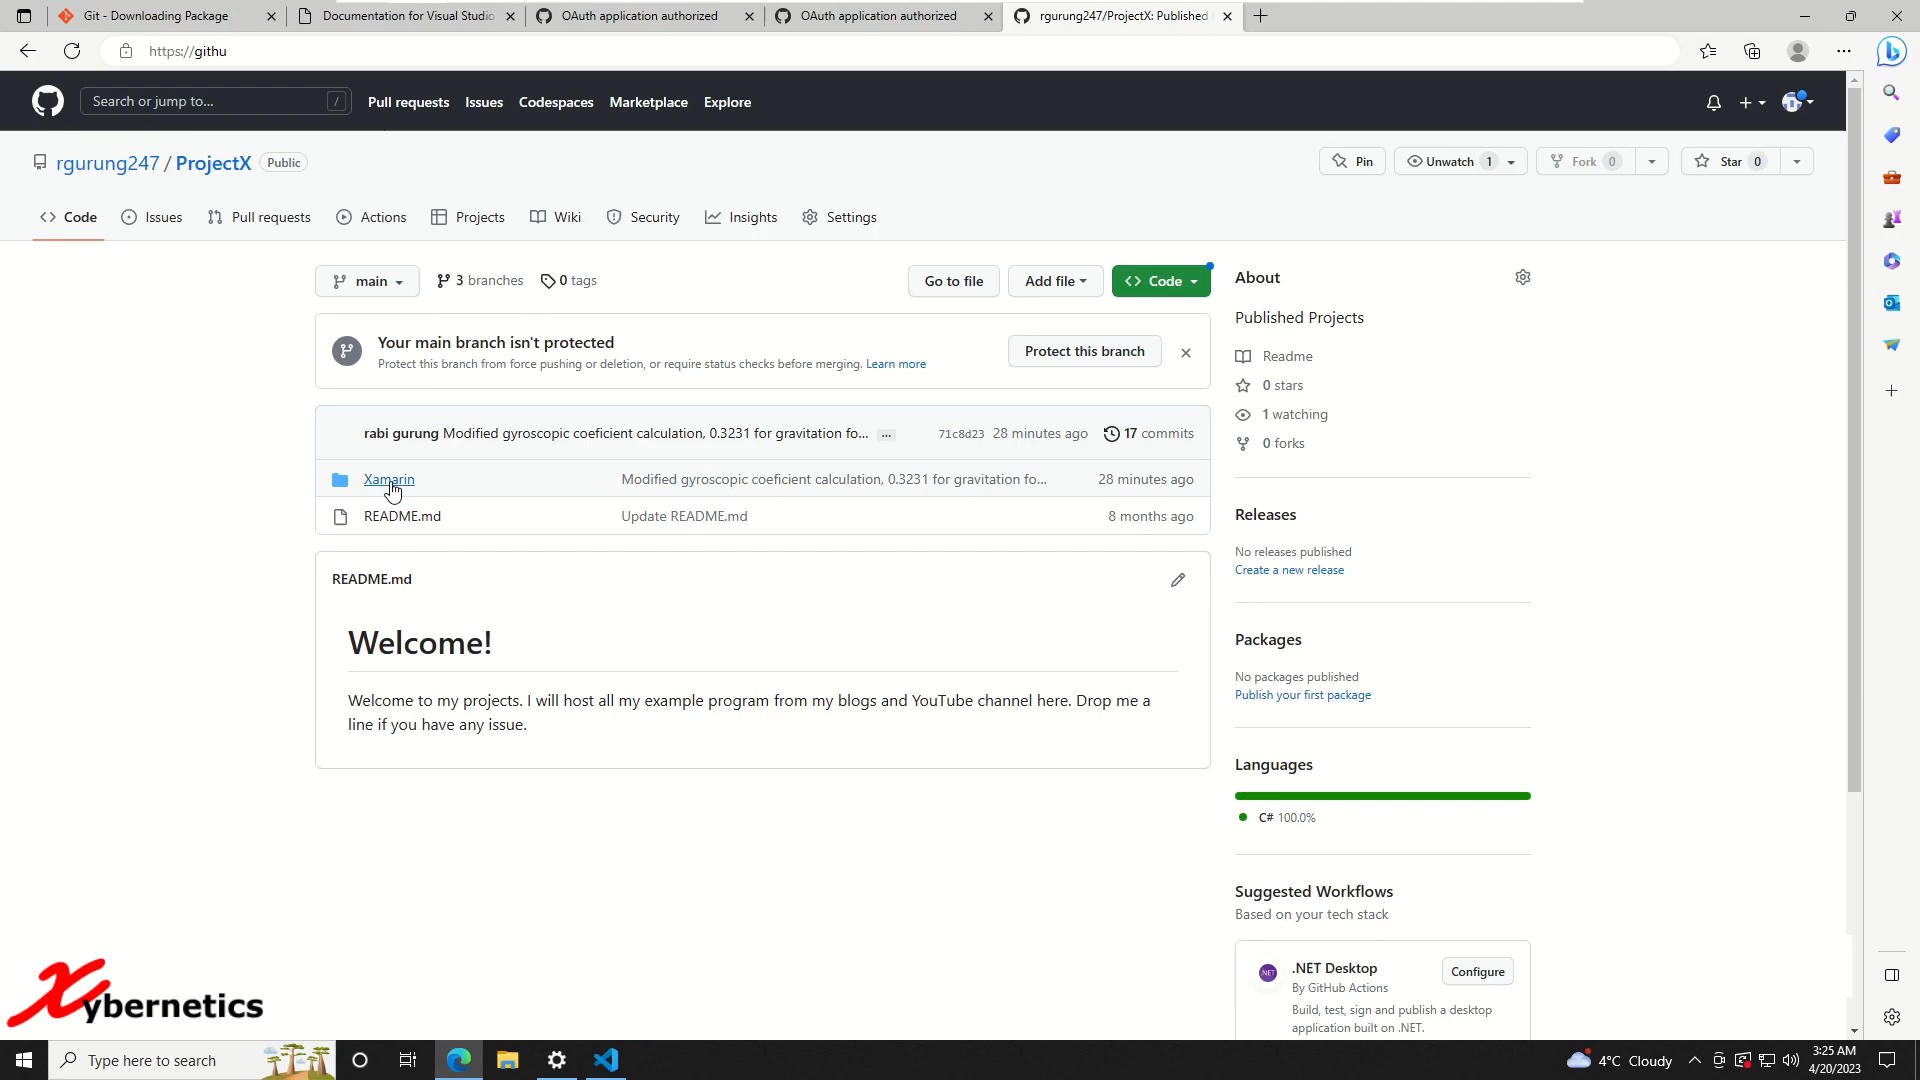 Git - Downloading Package
Documentation for Visual Studio
OAuth application authorized
OAuth application authorized
rgurung247/ProjectX: Published
https://githu
Search or jump to... /
Pull requests Issues Codespaces Marketplace Explore
rgurung247 / ProjectX Public
Pin Unwatch 1 Fork 0 Star 0
Code Issues Pull requests Actions Projects Wiki Security Insights Settings
main 3 branches 0 tags Go to file Add file Code
Your main branch isn't protected
Protect this branch from force pushing or deletion, or require status checks before merging. Learn more
Protect this branch
rabi gurung Modified gyroscopic coeficient calculation, 0.3231 for gravitation fo... ... 71c8d23 28 minutes ago 17 commits
Xamarin Modified gyroscopic coeficient calculation, 0.3231 for gravitation fo... 28 minutes ago
README.md Update README.md 8 months ago
README.md
Welcome!
Welcome to my projects. I will host all my example program from my blogs and YouTube channel here. Drop me a
line if you have any issue.
About
Published Projects
Readme
0 stars
1 watching
0 forks
Releases
No releases published
Create a new release
Packages
No packages published
Publish your first package
Languages
C# 100.0%
Suggested Workflows
Based on your tech stack
.NET
.NET Desktop
Configure
By GitHub Actions
Build, test, sign and publish a desktop
application built on .NET.
Xybernetics
Type here to search
4°C Cloudy
3:25 AM
4/20/2023